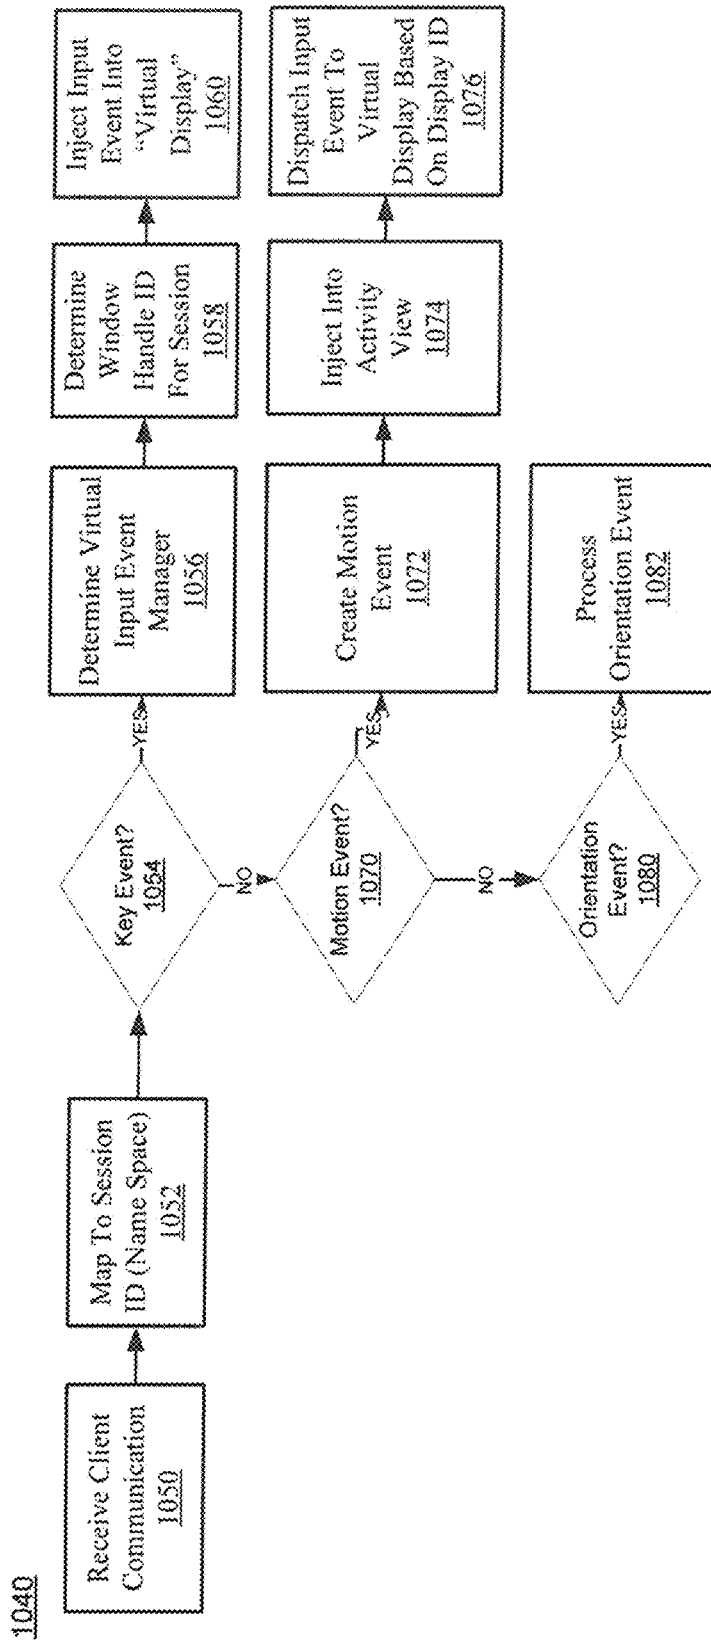 1040
Receive Client
Communication
1050
Map To Session
ID (Name Space)
1052
Key Event?
1054
YES
NO
Determine Virtual
Input Event
Manager
1056
Determine
Window
Handle ID
For Session
1058
Inject Input
Event Into
“Virtual
Display”
1060
Motion Event?
1070
YES
NO
Create Motion
Event
1072
Inject Into
Activity
View
1074
Dispatch Input
Event To
Virtual
Display Based
On Display ID
1076
Orientation
Event?
1080
YES
Process
Orientation Event
1082